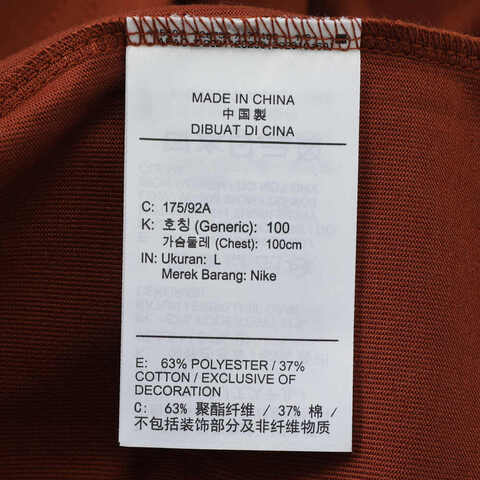 MADE IN CHINA
中国製
DIBUAT DI CINA
C: 175/92A
K: 호칭 (Generic): 100
가슴둘레 (Chest): 100cm
IN: Ukuran: L
Merek Barang: Nike
E: 63% POLYESTER / 37%
COTTON / EXCLUSIVE OF
DECORATION
C: 63% 聚酯纤维 / 37% 棉 /
不包括装饰部分及非纤维物质